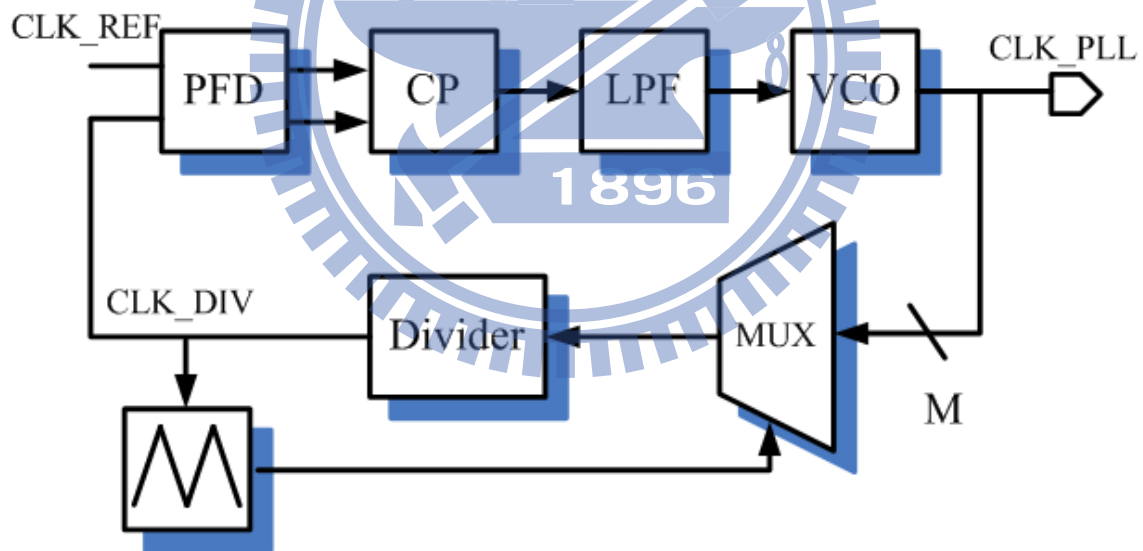 CLK_REF
CLK_PLL
PFD
CP
LPF
VCO
1896
CLK_DIV
Divider
MUX
M